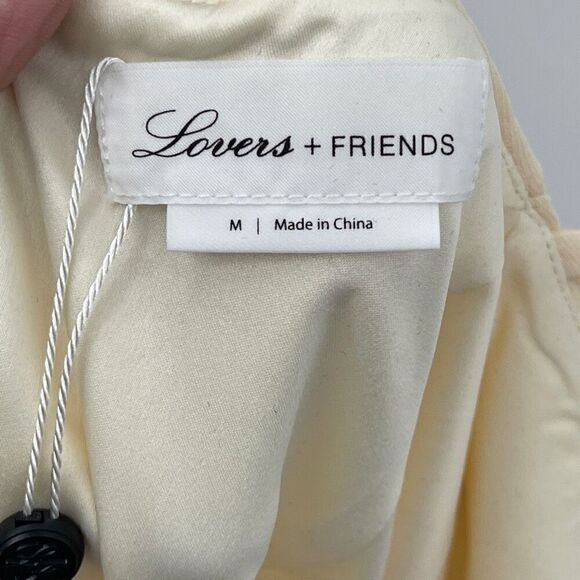 Lovers + FRIENDS
M | Made in China